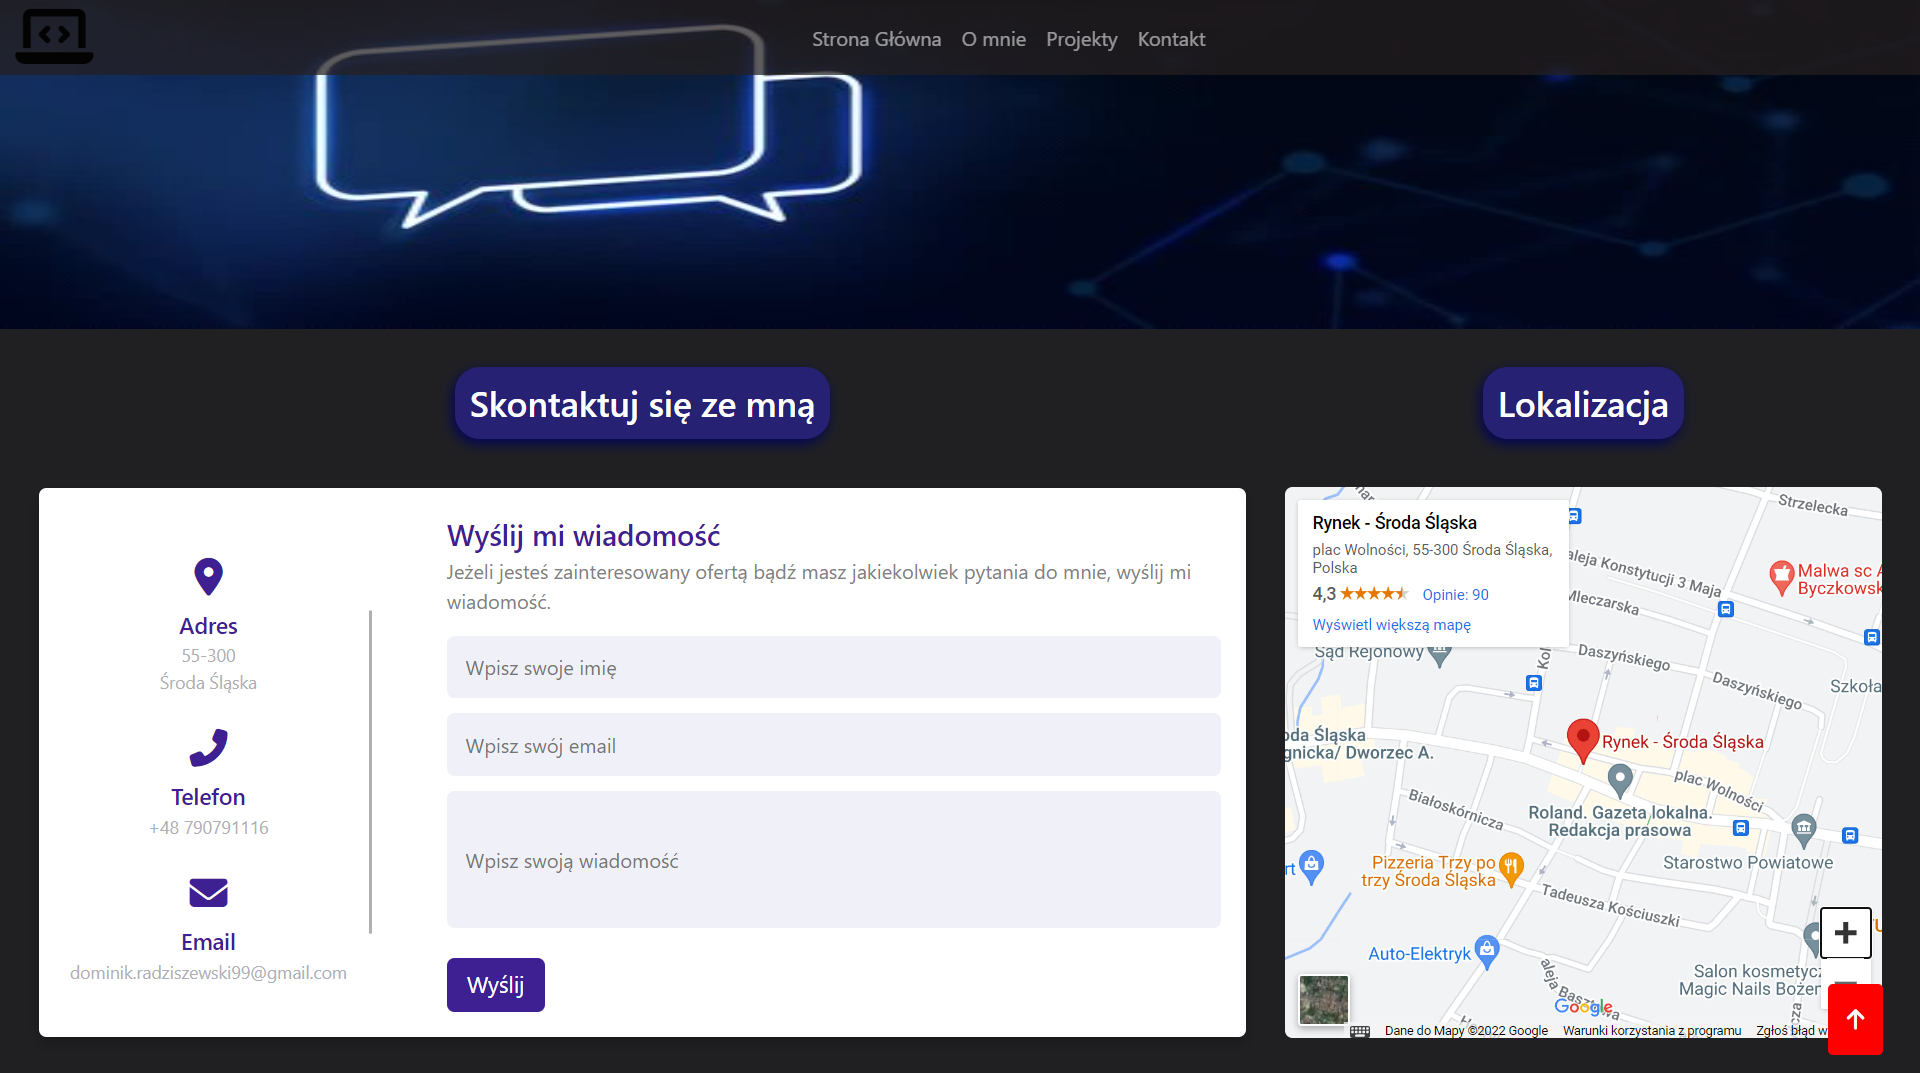 Strona Główna O mnie Projekty Kontakt
Skontaktuj się ze mną
Lokalizacja
Adres
55-300
Środa Śląska
Telefon
+48 790791116
Email
dominik.radziszewski99@gmail.com
Wyślij mi wiadomość
Jeżeli jesteś zainteresowany ofertą bądź masz jakiekolwiek pytania do mnie, wyślij mi
wiadomość.
Wpisz swoje imię
Wpisz swój email
Wpisz swoją wiadomość
Wyślij
Rynek - Środa Śląska
plac Wolności, 55-300 Środa Śląska,
Polska
4,3 Opinie: 90
Wyświetl większą mapę
Strzelecka
aleja Konstytucji 3 Maja
Malwa sc
Byczkowsk
Mleczarska
Sąd Rejonowy
Kol
Daszyńskiego
Daszyńskiego
Szkoła
oda Śląska
gnicka/ Dworzec A.
Rynek - Środa Śląska
plac Wolności
Białoskórnicza
Roland. Gazeta lokalna.
Redakcja prasowa
Starostwo Powiatowe
Pizzeria Trzy po
trzy Środa Śląska
rt
Tadeusza Kościuszki
Auto-Elektryk
aleja
Salon kosmetycz
Magic Nails Bożen
Google
Dane do Mapy ©2022 Google Warunki korzystania z programu Zgłoś błąd w